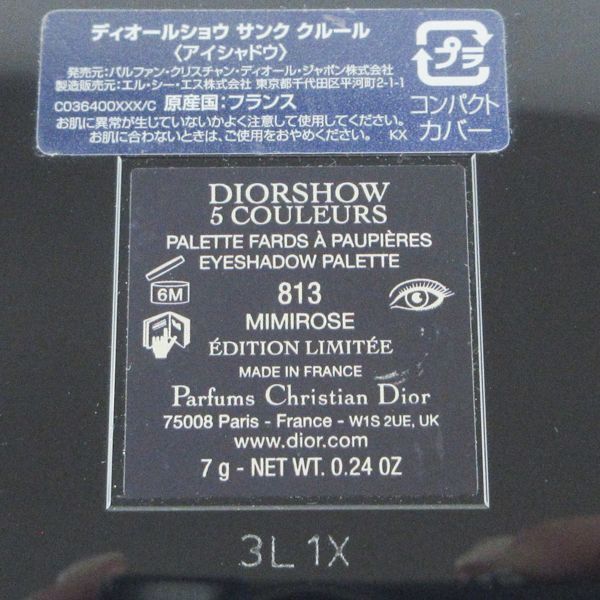 ディオールショウ サンク クルール
〈アイシャドウ〉
発売元:パルファン・クリスチャン・ディオール・ジャポン株式会社
製造販売元:エル・シー・エス株式会社 東京都千代田区平河町2-1-1
C036400XXX/C 原産国:フランス
お肌に異常が生じていないかよく注意して使用してください。
お肌に合わないときは、ご使用をおやめください。 KX
プラ
コンパクト
カバー
DIORSHOW
5 COULEURS
PALETTE FARDS À PAUPIÈRES
EYESHADOW PALETTE
6M
813
MIMIROSE
ÉDITION LIMITÉE
MADE IN FRANCE
Parfums Christian Dior
75008 Paris - France - W1S 2UE, UK
www.dior.com
7 g - NET WT. 0.24 OZ
3L1X